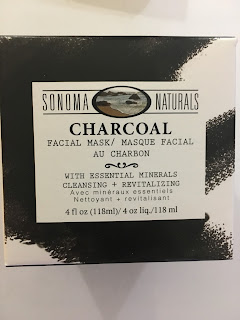 SONOMA NATURALS
CHARCOAL
FACIAL MASK/ MASQUE FACIAL
AU CHARBON
WITH ESSENTIAL MINERALS
CLEANSING + REVITALIZING
Avec minéraux essentiels
Nettoyant + revitalisant
4 fl oz (118ml)/ 4 oz liq./118 ml